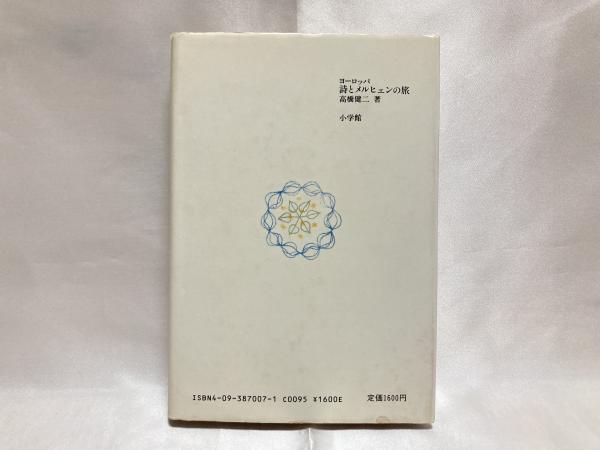 ヨーロッパ
詩とメルヒェンの旅
高橋健二 著
小学館
ISBN4-09-387007-1 C0095 ¥1600E
定価1600円